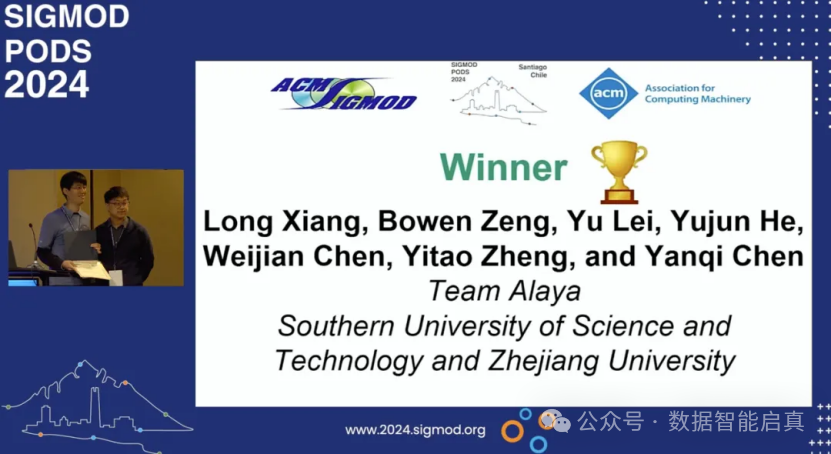 SIGMOD
PODS
2024
ACM SIGMOD
SIGMOD
PODS
2024
Santiago
Chile
acm
Association for
Computing Machinery
Winner
Long Xiang, Bowen Zeng, Yu Lei, Yujun He,
Weijian Chen, Yitao Zheng, and Yanqi Chen
Team Alaya
Southern University of Science and
Technology and Zhejiang University
www.2024.sigmod.org
公众号 · 数据智能启真